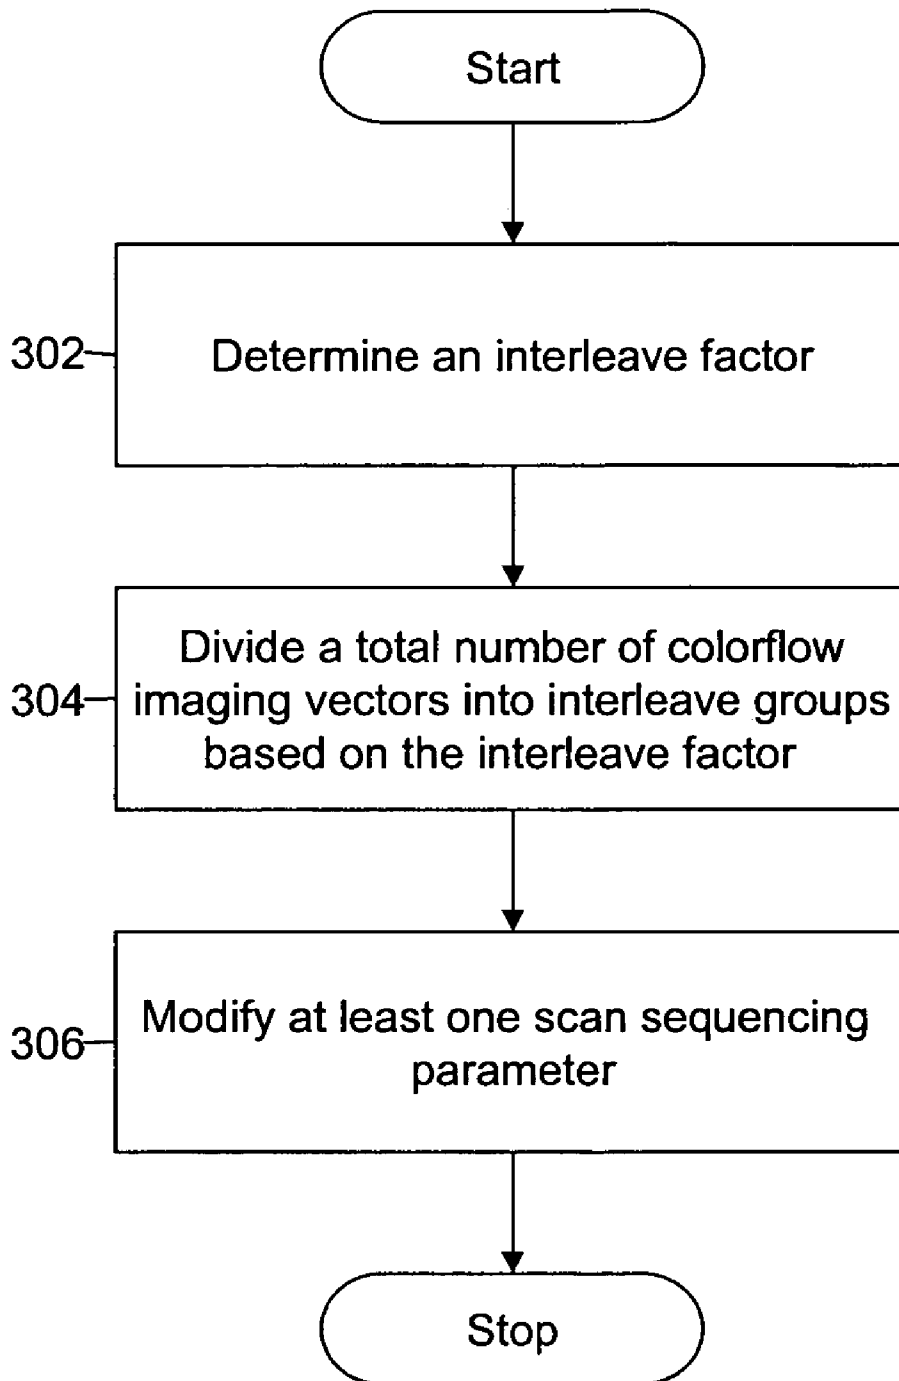 Start
302
Determine an interleave factor
304
Divide a total number of colorflow
imaging vectors into interleave groups
based on the interleave factor
306
Modify at least one scan sequencing
parameter
Stop